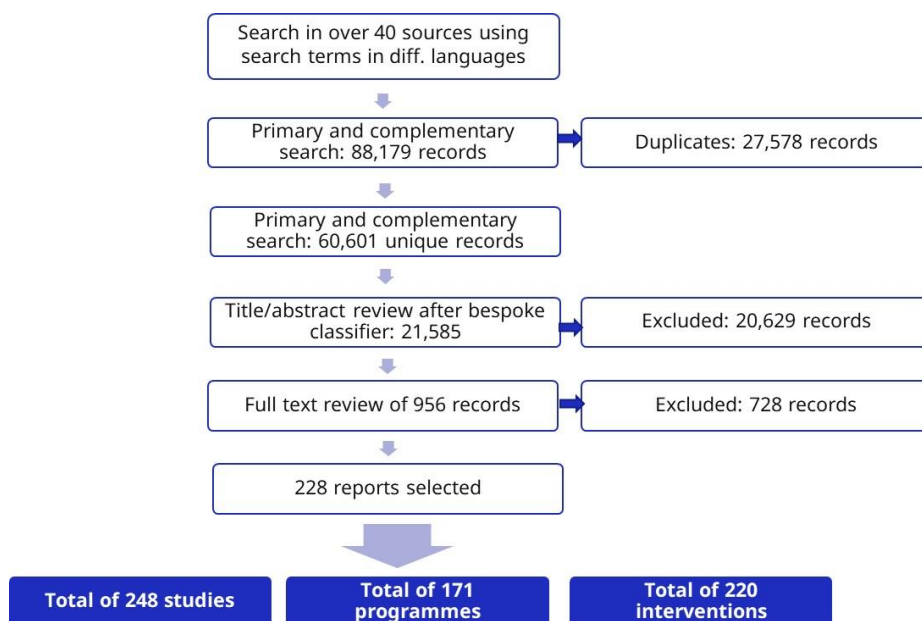 Search in over 40 sources using
search terms in diff. languages
Primary and complementary
search: 88,179 records
Duplicates: 27,578 records
Primary and complementary
search: 60,601 unique records
Title/abstract review after bespoke
classifier: 21,585
Excluded: 20,629 records
Full text review of 956 records
Excluded: 728 records
228 reports selected
Total of 248 studies
Total of 171
programmes
Total of 220
interventions